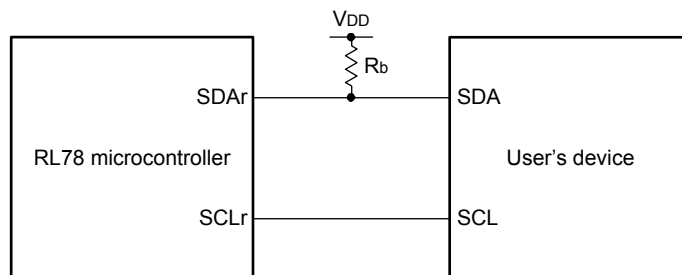 VDD
Rb
SDAr
SDA
RL78 microcontroller
User's device
SCLr
SCL